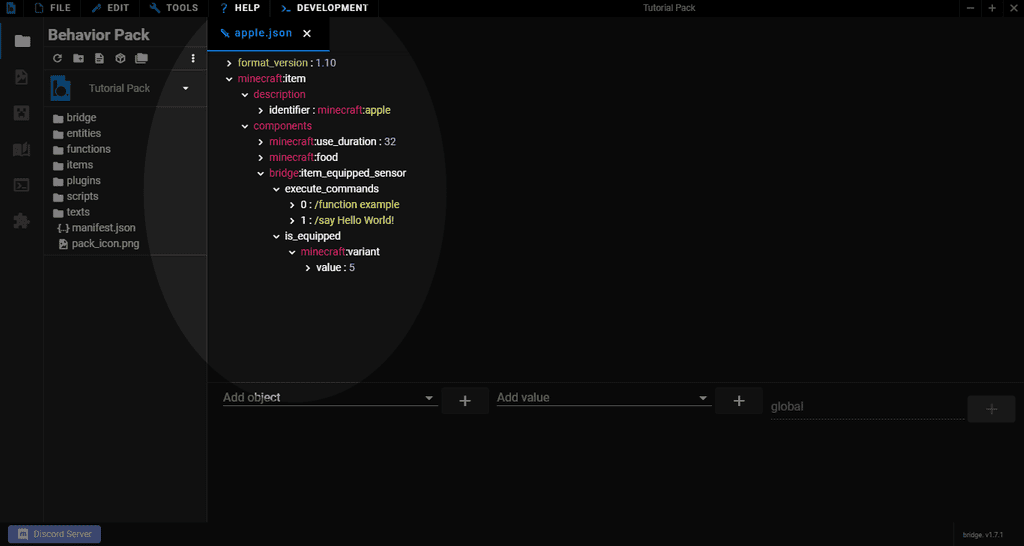 FILE EDIT TOOLS ? HELP >_ DEVELOPMENT Tutorial Pack
Behavior Pack
apple.json
Tutorial Pack
bridge
entities
functions
items
plugins
scripts
texts
{..} manifest.json
pack_icon.png
format_version : 1.10
minecraft:item
description
identifier : minecraft:apple
components
minecraft:use_duration : 32
minecraft:food
bridge:item_equipped_sensor
execute_commands
0 : /function example
1 : /say Hello World!
is_equipped
minecraft:variant
value : 5
Add object
Add value
global
Discord Server
bridge. v1.7.1